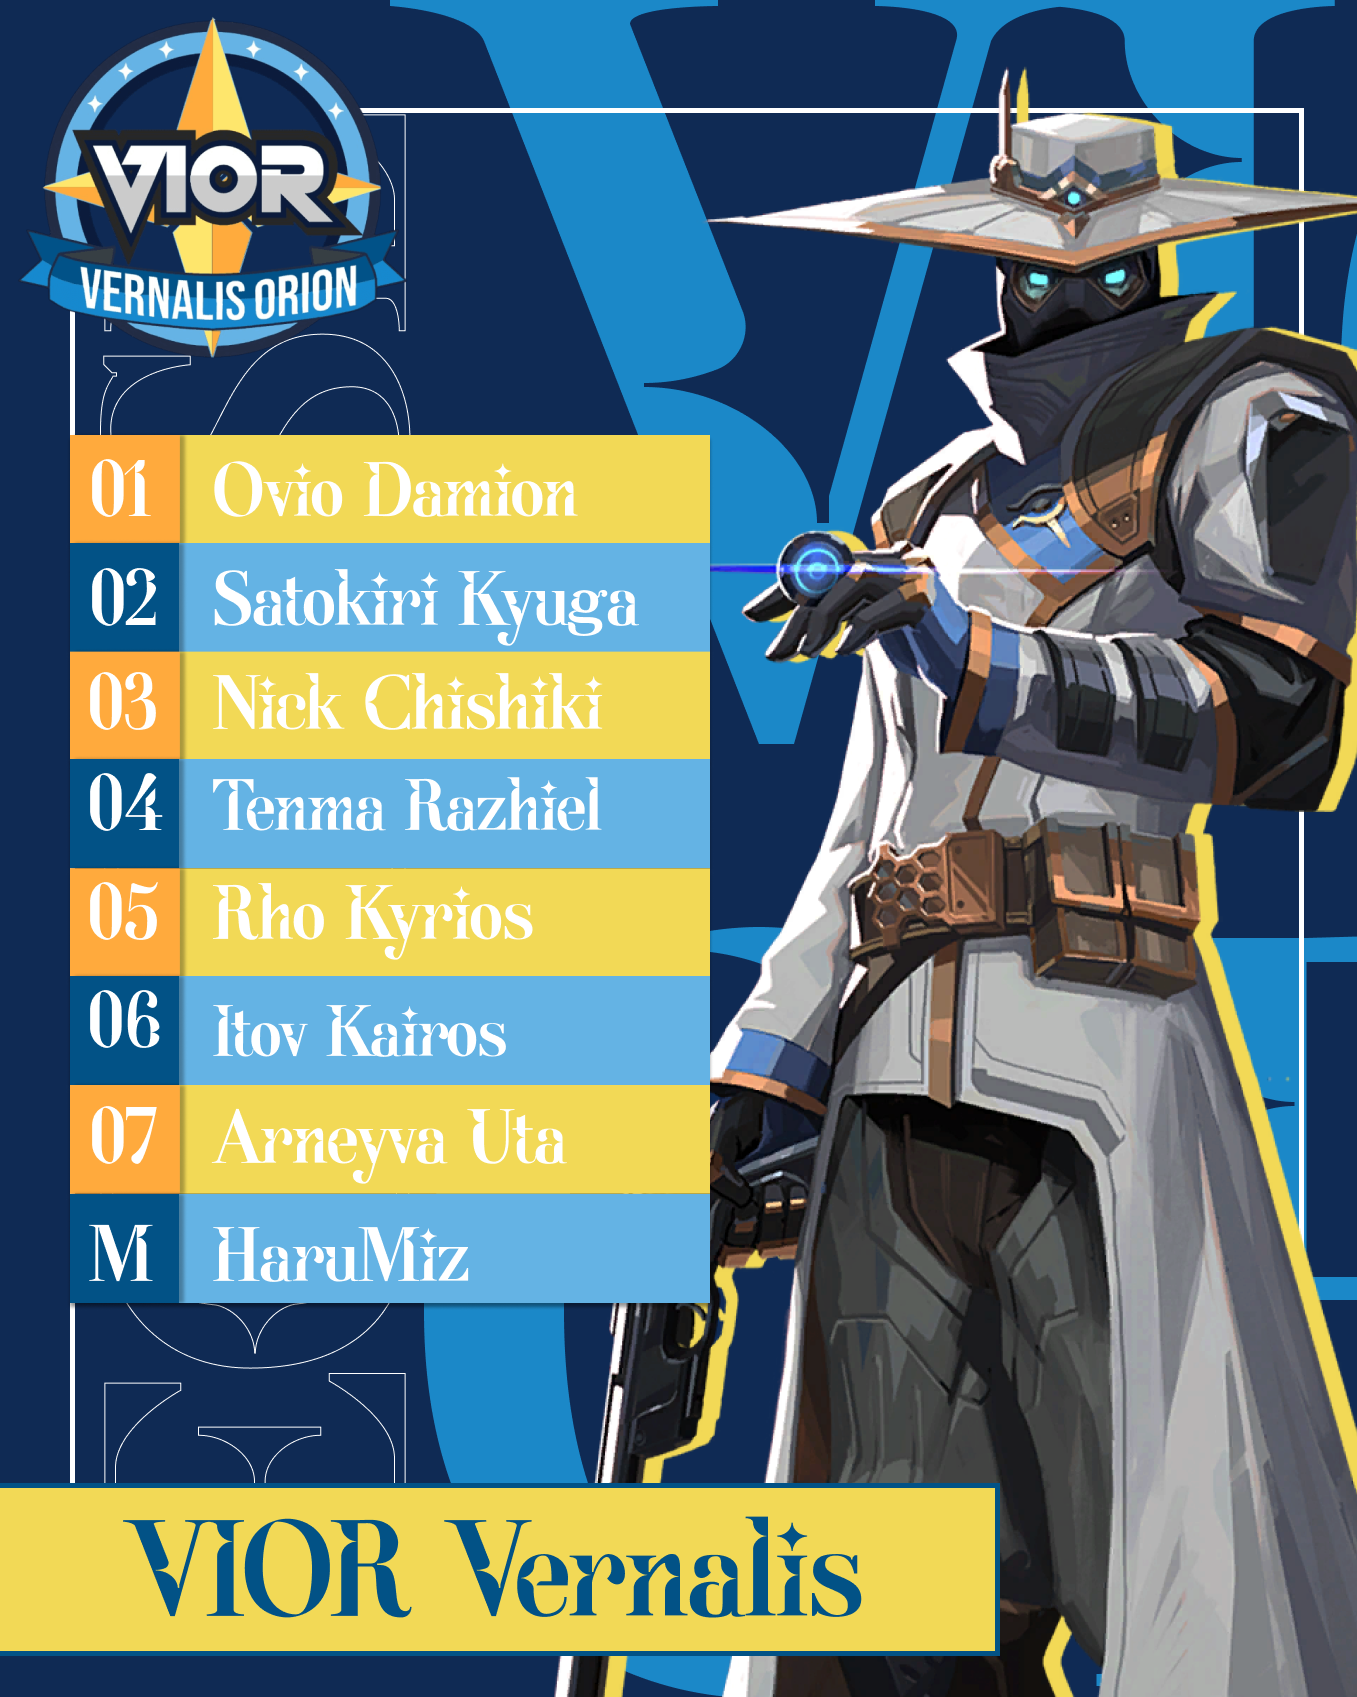 VIOR
VERNALIS ORION
01 Ovio Damion
02 Satokiri Kyuga
03 Nick Chishiki
04 Tenma Razhiel
05 Rho Kyrios
06 Itov Kairos
07 Arneyva Uta
M HaruMiz
VIOR Vernalis